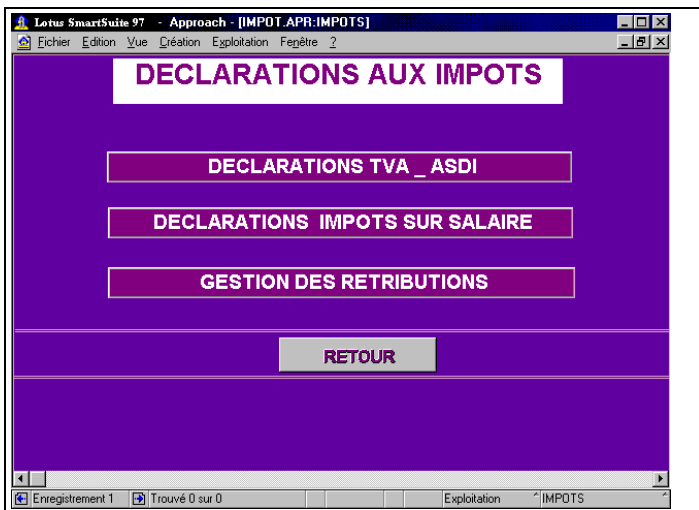 Lotus SmartSuite 97 - Approach - [IMPOT.APR:IMPOTS]
Fichier Edition Vue Création Exploitation Fenêtre ?
DECLARATIONS AUX IMPOTS
DECLARATIONS TVA _ ASDI
DECLARATIONS IMPOTS SUR SALAIRE
GESTION DES RETRIBUTIONS
RETOUR
Enregistrement 1 Trouvé 0 sur 0 Exploitation ^ IMPOTS ^